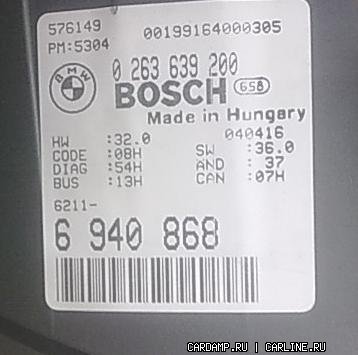 576149 00199164000305
PM:5304
BMW
0 263 639 200
BOSCH 658
Made in Hungary
HW :32.0 040416
CODE :08H SW :36.0
DIAG :54H AND : 37
BUS :13H CAN :07H
6211-
6 940 868
CARDAMP.RU | CARLINE.RU